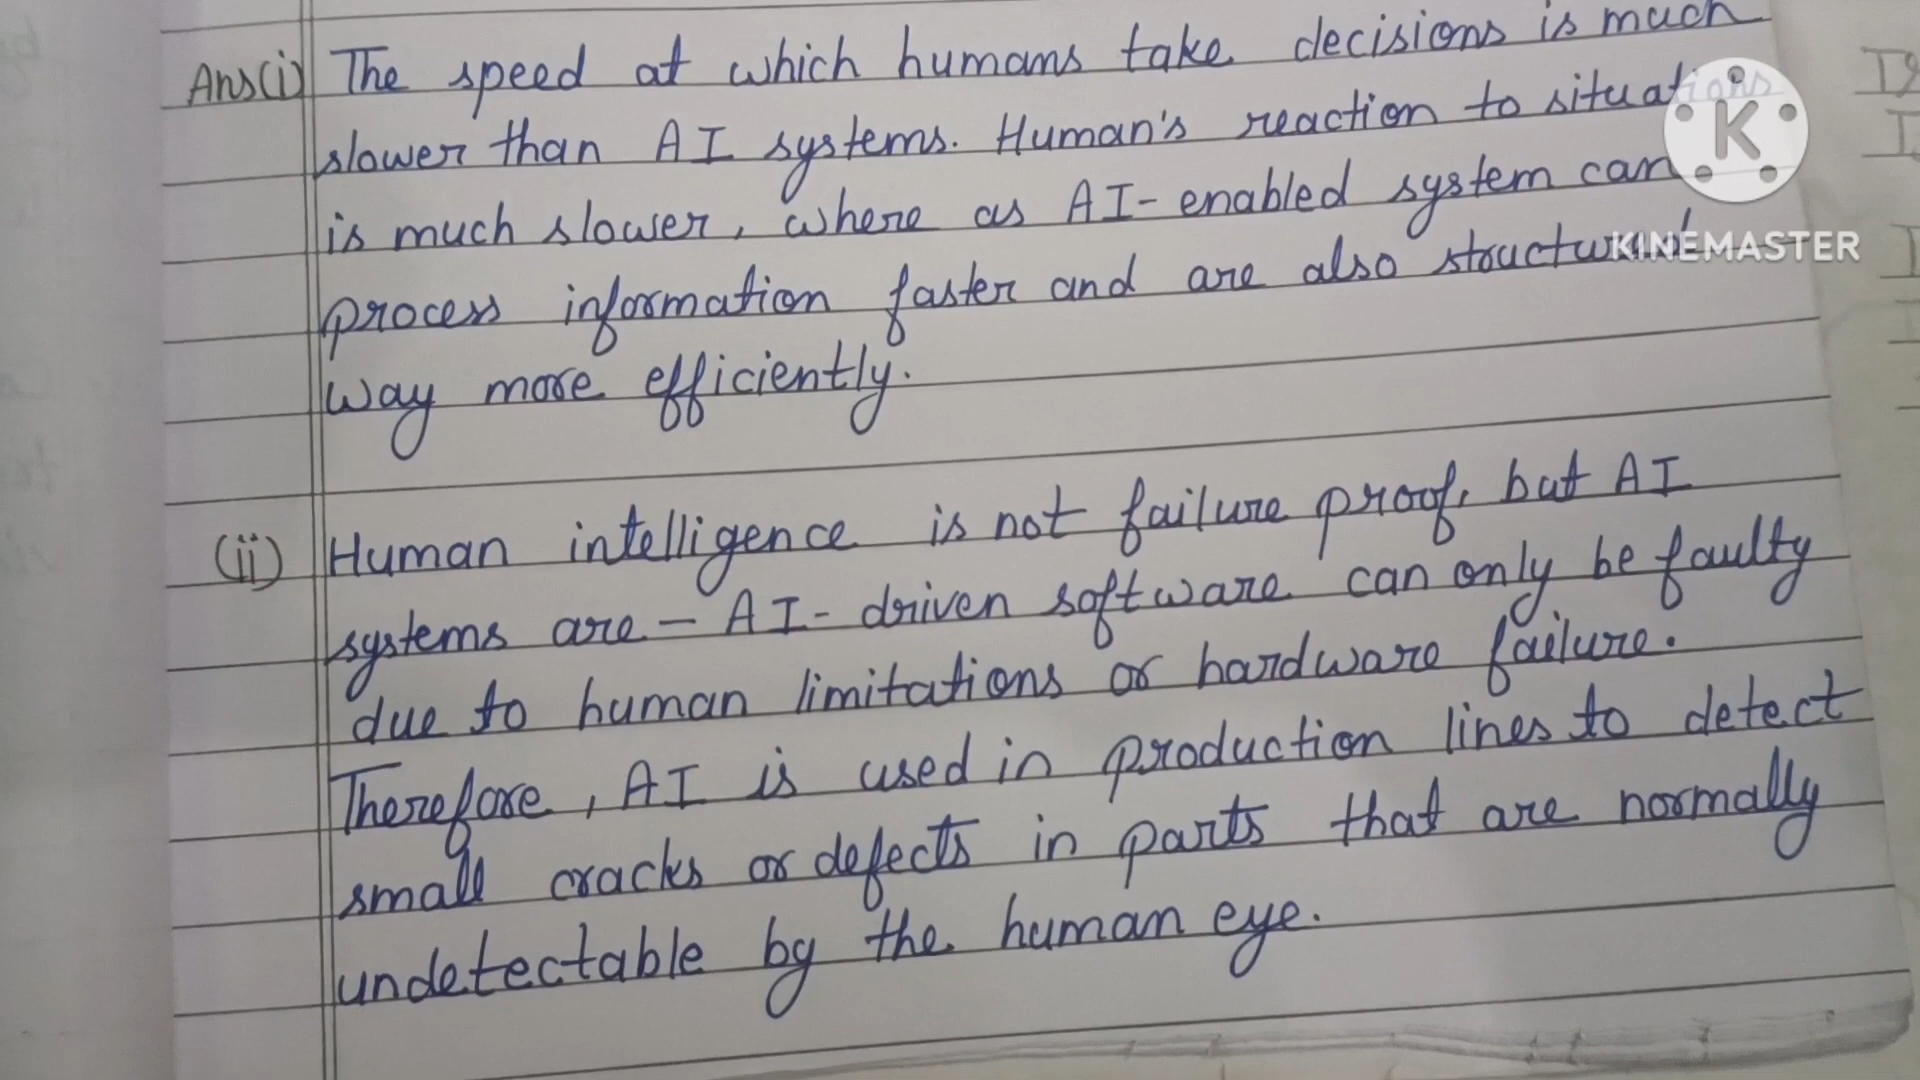 Ans(i) The speed at which humans take decisions is much
slower than AI systems. Human's reaction to situations
is much slower, where as AI-enabled system can
process information faster and are also structured
way more efficiently.
(ii) Human intelligence is not failure proof, but AI
systems are - AI-driven software can only be faulty
due to human limitations or hardware failure.
Therefore, AI is used in production lines to detect
small cracks or defects in parts that are normally
undetectable by the human eye.
K
KINEMASTER